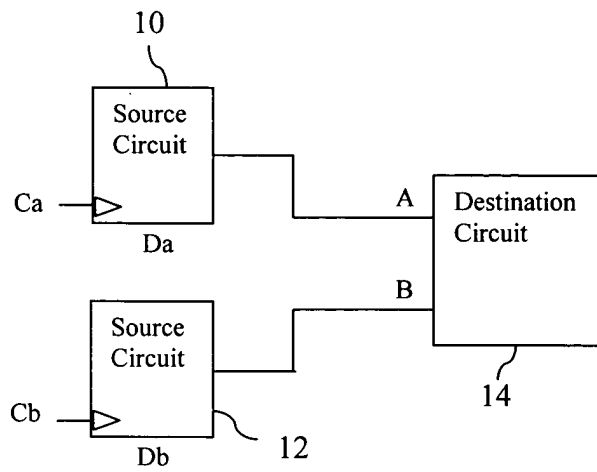 10
Source
Circuit
Ca
Da
A
Destination
Circuit
B
Source
Circuit
14
Cb
12
Db